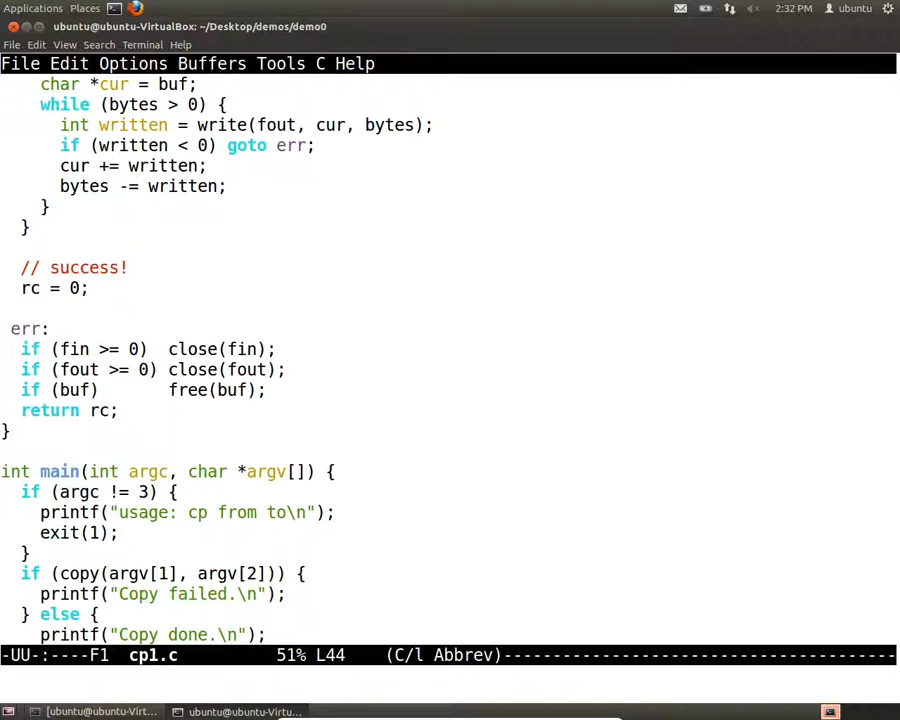 Applications Places 2:32 PM ubuntu
ubuntu@ubuntu-VirtualBox: ~/Desktop/demos/demo0
File Edit View Search Terminal Help
File Edit Options Buffers Tools C Help
    char *cur = buf;
    while (bytes > 0) {
      int written = write(fout, cur, bytes);
      if (written < 0) goto err;
      cur += written;
      bytes -= written;
    }
  }
  // success!
  rc = 0;
 err:
  if (fin >= 0)  close(fin);
  if (fout >= 0) close(fout);
  if (buf)       free(buf);
  return rc;
}
int main(int argc, char *argv[]) {
  if (argc != 3) {
    printf("usage: cp from to\n");
    exit(1);
  }
  if (copy(argv[1], argv[2])) {
    printf("Copy failed.\n");
  } else {
    printf("Copy done.\n");
-UU-:----F1  cp1.c          51% L44    (C/l Abbrev)----------------------------------------
[ubuntu@ubuntu-Virt... ubuntu@ubuntu-Virtu...